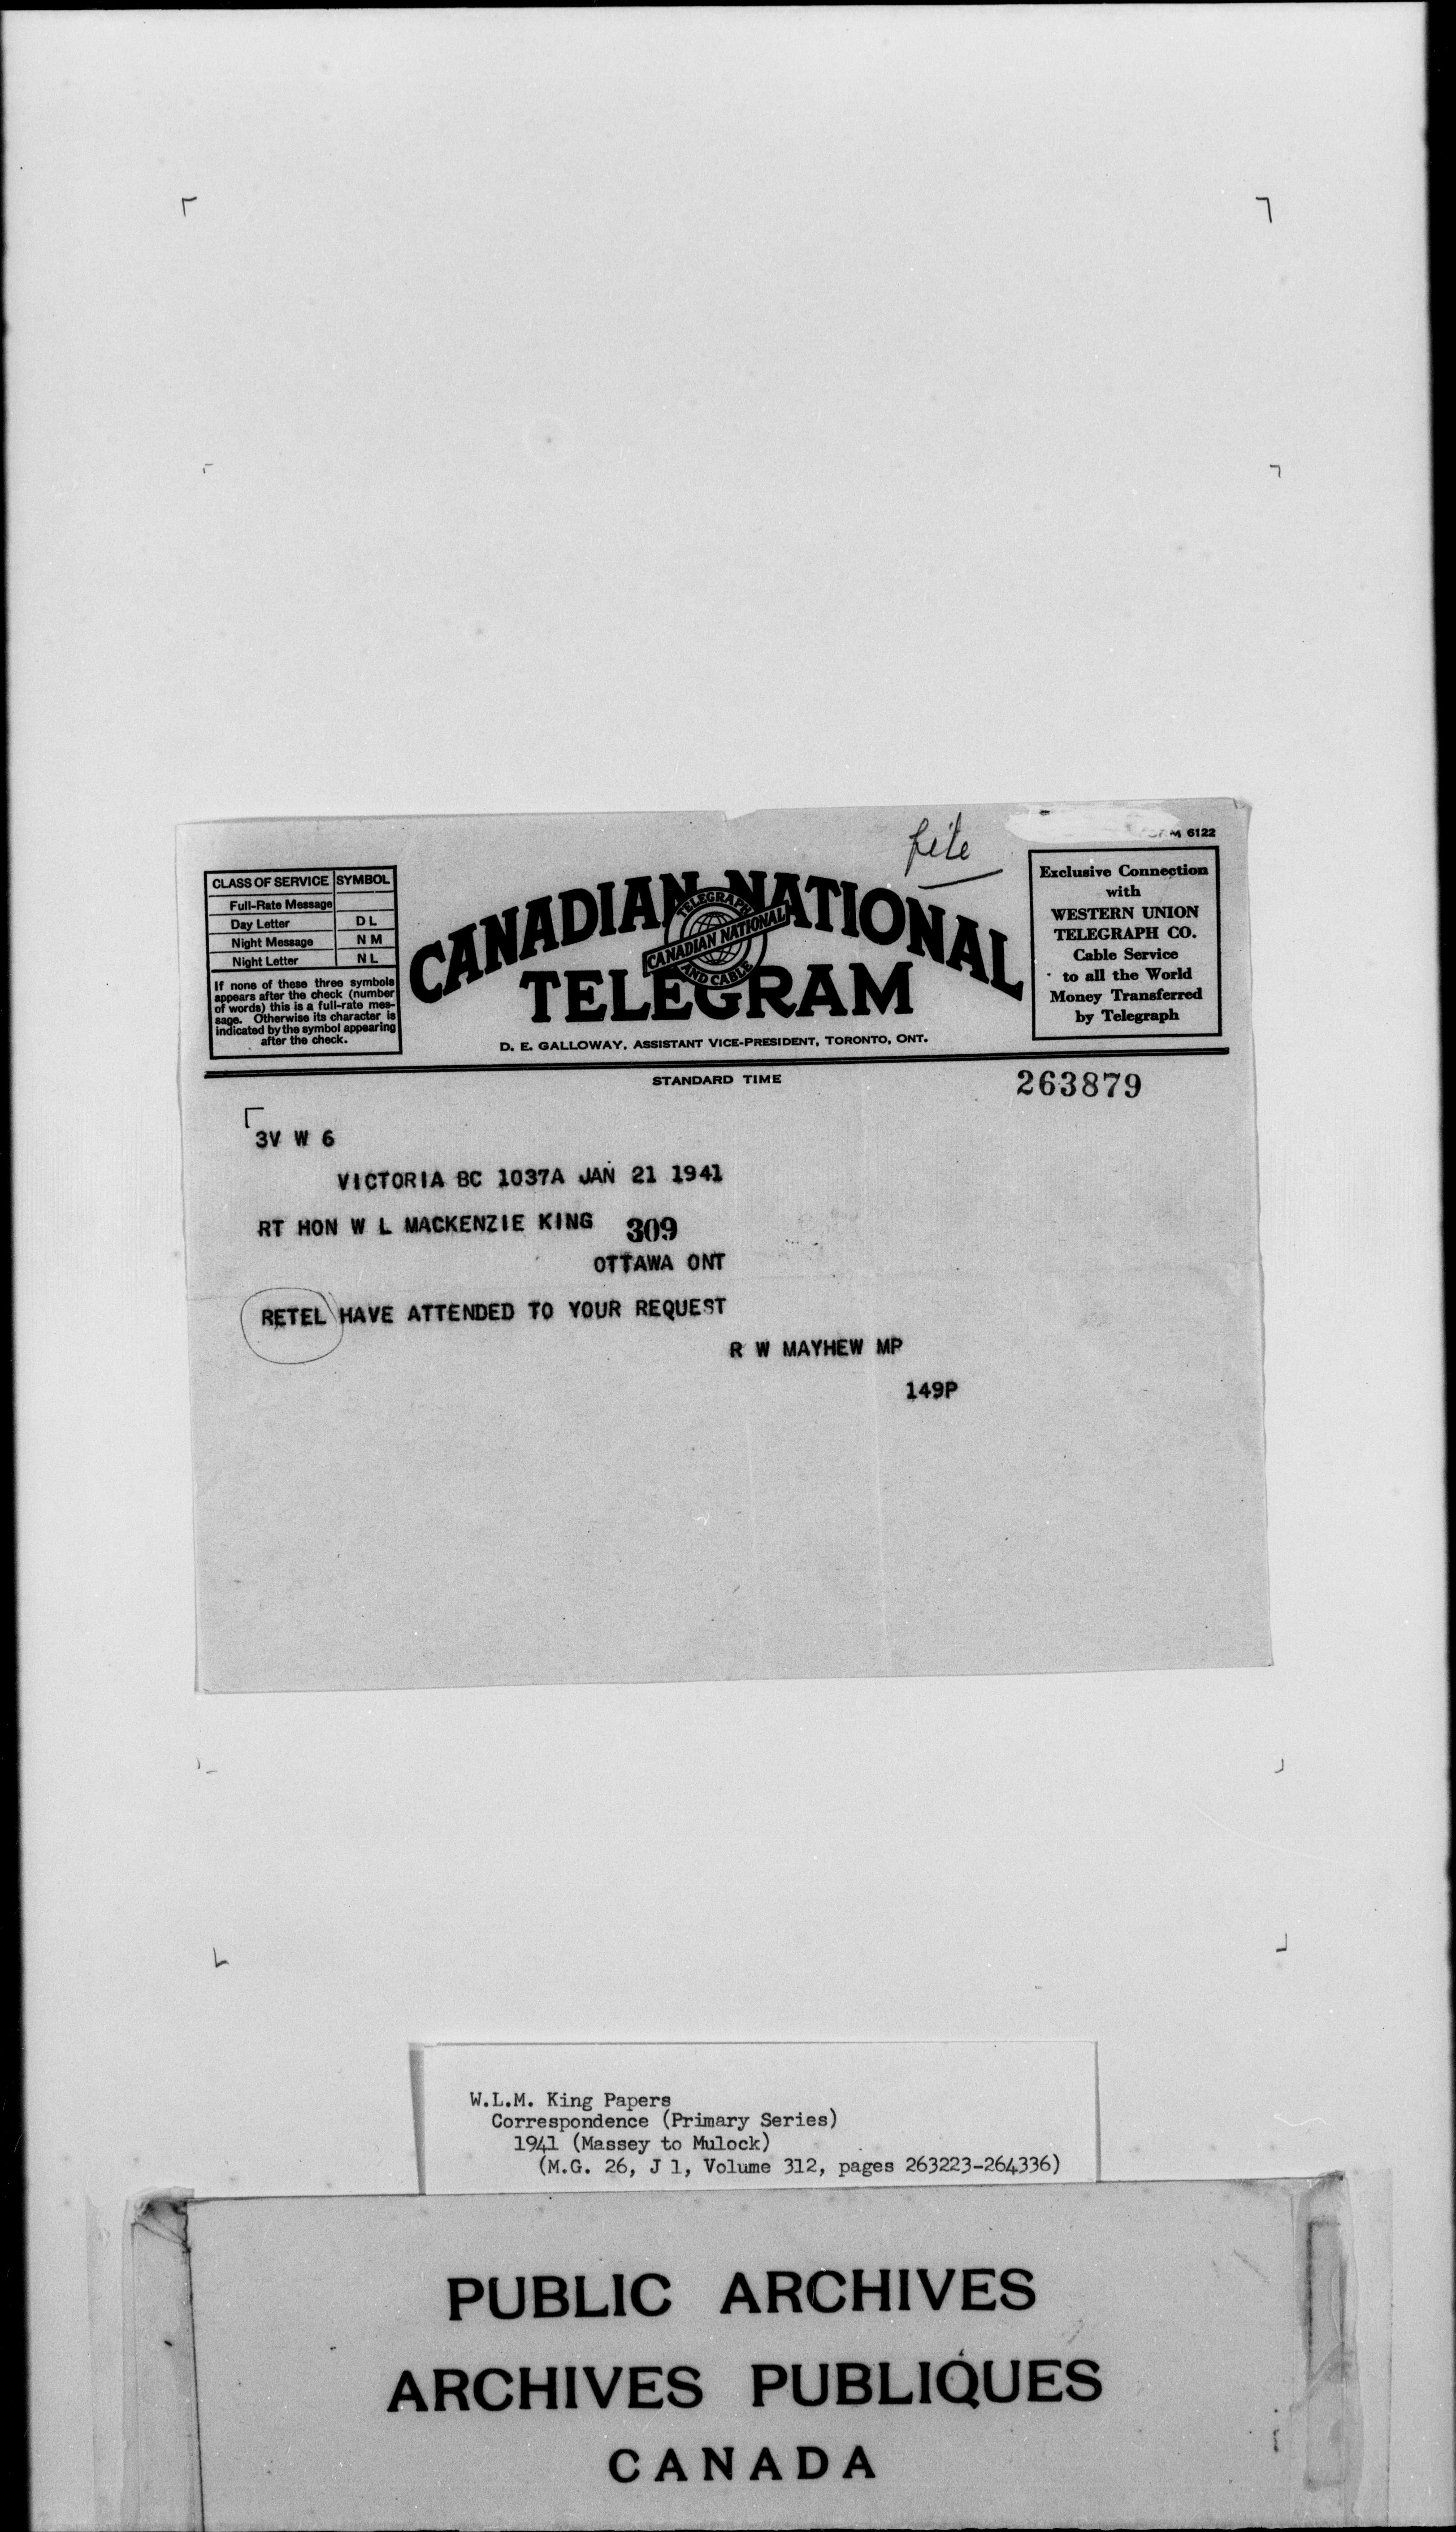 file
FORM 6122
CLASS OF SERVICE SYMBOL
Full-Rate Message
Day Letter D L
Night Message N M
Night Letter N L
If none of these three symbols
appears after the check (number
of words) this is a full-rate mes-
sage. Otherwise its character is
indicated by the symbol appearing
after the check.
CANADIAN NATIONAL
TELEGRAM
TELEGRAPH
CANADIAN NATIONAL
AND CABLE
D. E. GALLOWAY, ASSISTANT VICE-PRESIDENT, TORONTO, ONT.
Exclusive Connection
with
WESTERN UNION
TELEGRAPH CO.
Cable Service
to all the World
Money Transferred
by Telegraph
STANDARD TIME
263879
3V W 6
VICTORIA BC 1037A JAN 21 1941
RT HON W L MACKENZIE KING 309
OTTAWA ONT
RETEL HAVE ATTENDED TO YOUR REQUEST
R W MAYHEW MP
149P
W.L.M. King Papers
Correspondence (Primary Series)
1941 (Massey to Mulock)
(M.G. 26, J 1, Volume 312, pages 263223-264336)
PUBLIC ARCHIVES
ARCHIVES PUBLIQUES
CANADA